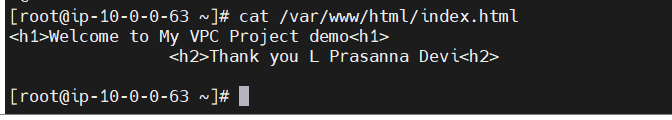 [root@ip-10-0-0-63 ~]# cat /var/www/html/index.html
<h1>Welcome to My VPC Project demo<h1>
<h2>Thank you L Prasanna Devi<h2>
[root@ip-10-0-0-63 ~]#